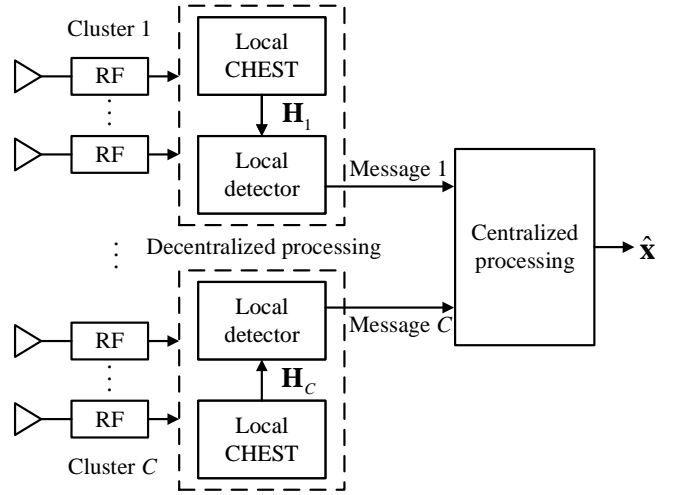 Cluster 1
RF
RF
Local
CHEST
H₁
Local
detector
Message 1
Centralized
processing
x̂
Decentralized processing
RF
RF
Local
detector
Message C
H_C
Local
CHEST
Cluster C